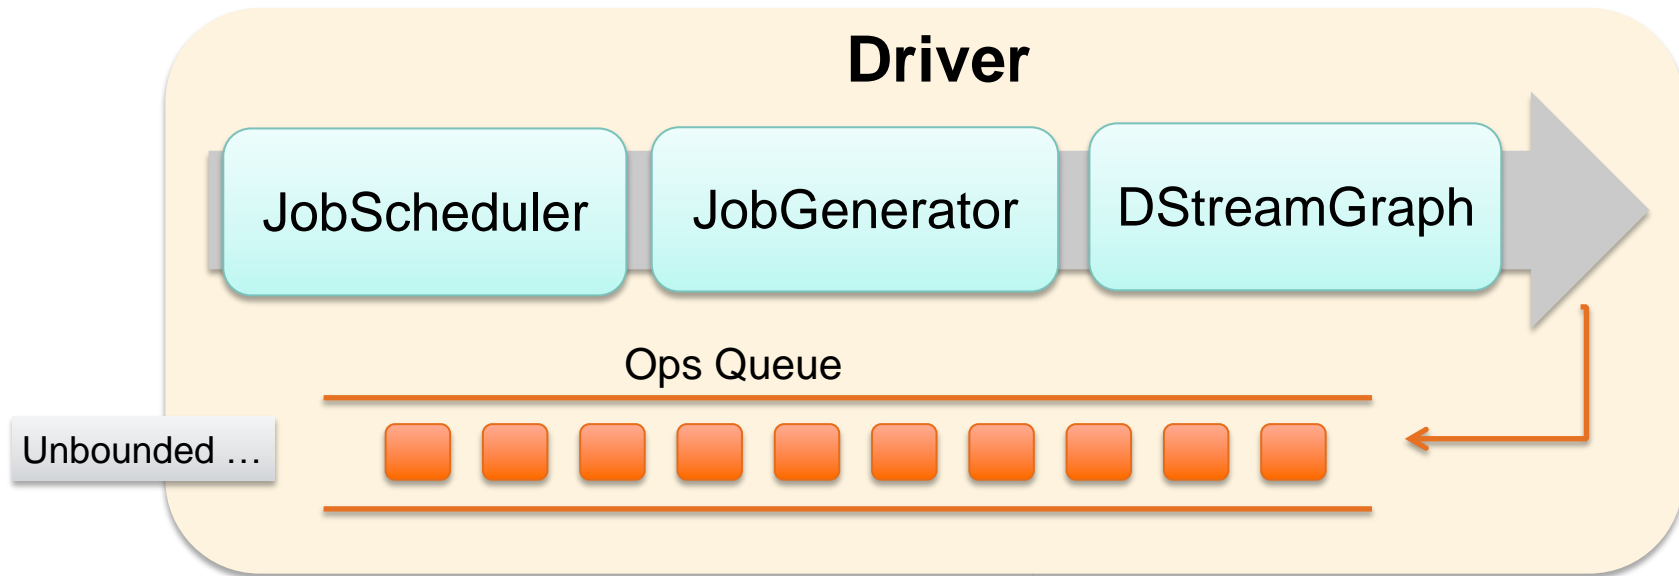 Driver
JobScheduler
JobGenerator
DStreamGraph
Ops Queue
Unbounded …